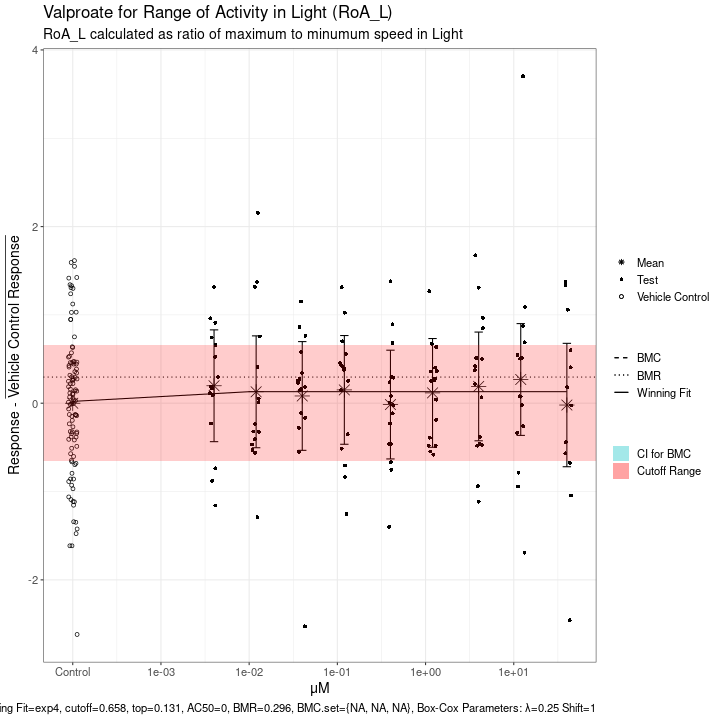 Valproate for Range of Activity in Light (RoA_L)
RoA_L calculated as ratio of maximum to minumum speed in Light
Response - Vehicle Control Response
4
2
0
-2
Control
1e-03
1e-02
1e-01
1e+00
1e+01
μM
Mean
Test
Vehicle Control
BMC
BMR
Winning Fit
CI for BMC
Cutoff Range
ng Fit=exp4, cutoff=0.658, top=0.131, AC50=0, BMR=0.296, BMC.set={NA, NA, NA}, Box-Cox Parameters: λ=0.25 Shift=1